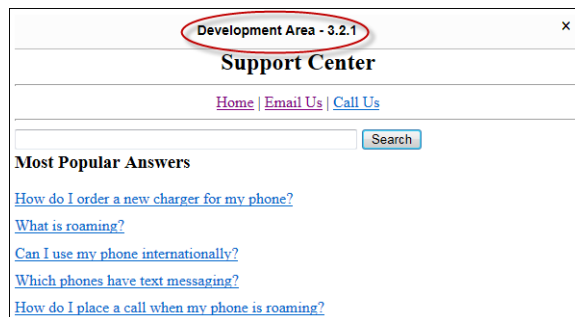 Development Area - 3.2.1 x
Support Center
Home | Email Us | Call Us
Search
Most Popular Answers
How do I order a new charger for my phone?
What is roaming?
Can I use my phone internationally?
Which phones have text messaging?
How do I place a call when my phone is roaming?